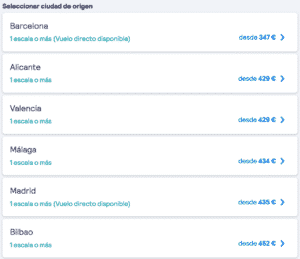 Seleccionar ciudad de origen
Barcelona
1 escala o más (Vuelo directo disponible)
desde 347 €
Alicante
1 escala o más
desde 429 €
Valencia
1 escala o más
desde 429 €
Málaga
1 escala o más
desde 434 €
Madrid
1 escala o más (Vuelo directo disponible)
desde 435 €
Bilbao
1 escala o más
desde 452 €